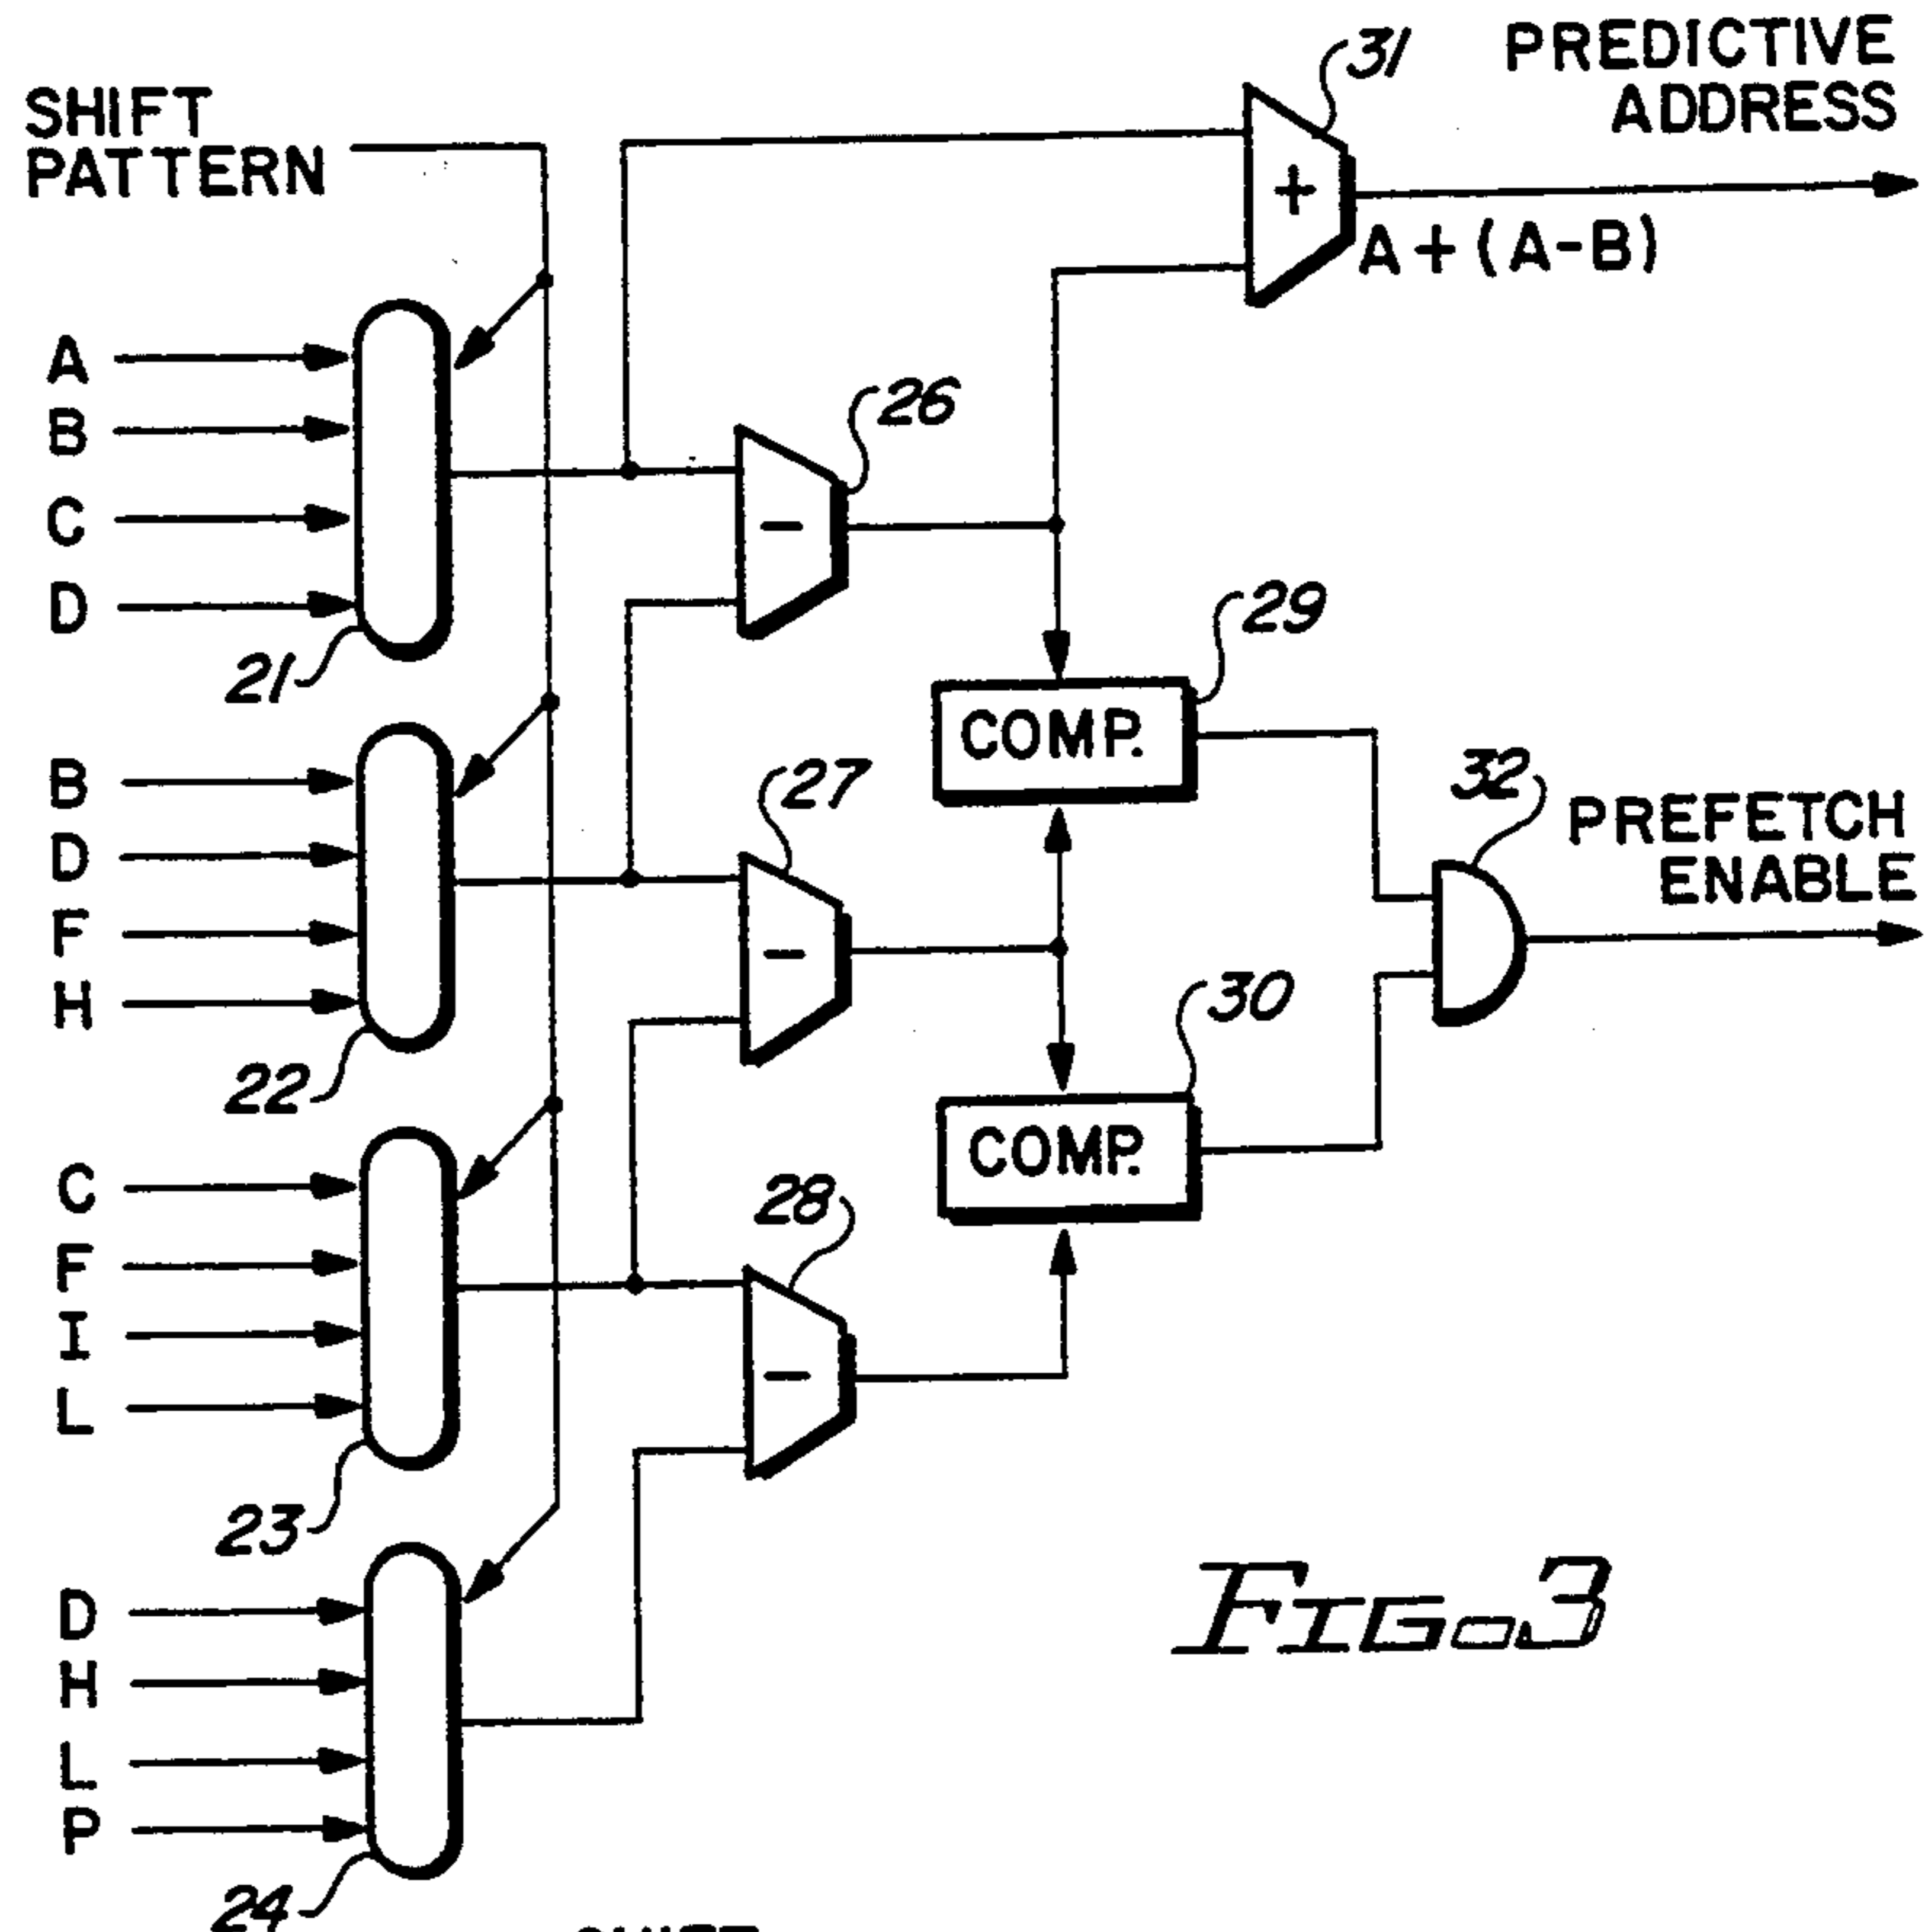 PREDICTIVE
ADDRESS
31
SHIFT
PATTERN
+
A+(A-B)
A
B
C
D
21
26
-
29
COMP.
B
D
F
H
22
27
-
32
PREFETCH
ENABLE
30
COMP.
C
F
I
L
23
28
-
D
H
L
P
24
FIG. 3